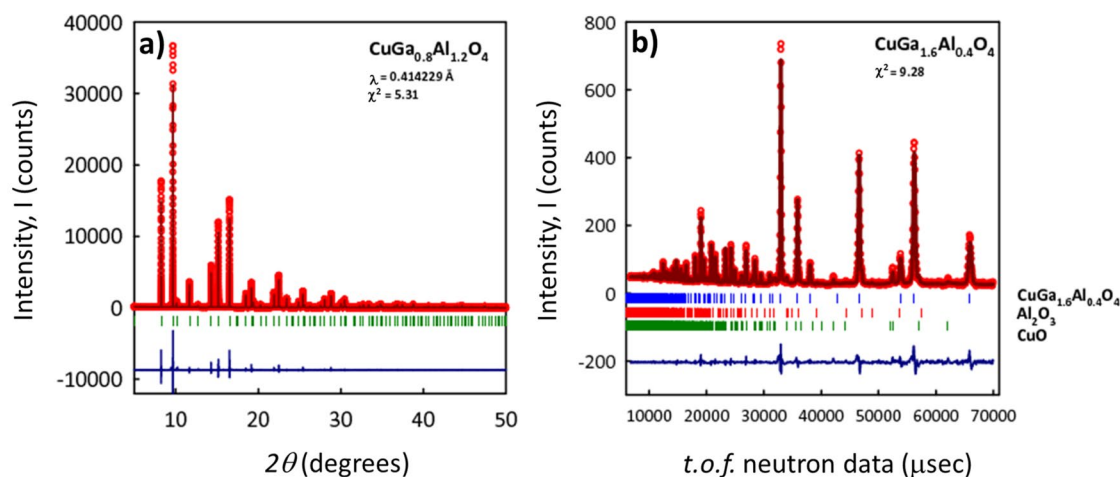 a)
CuGa0.8Al1.2O4
λ = 0.414229 Å
χ2 = 5.31
Intensity, I (counts)
40000
30000
20000
10000
0
-10000
10
20
30
40
50
2θ (degrees)
b)
CuGa1.6Al0.4O4
χ2 = 9.28
Intensity, I (counts)
800
600
400
200
0
-200
CuGa1.6Al0.4O4
Al2O3
CuO
10000
20000
30000
40000
50000
60000
70000
t.o.f. neutron data (μsec)